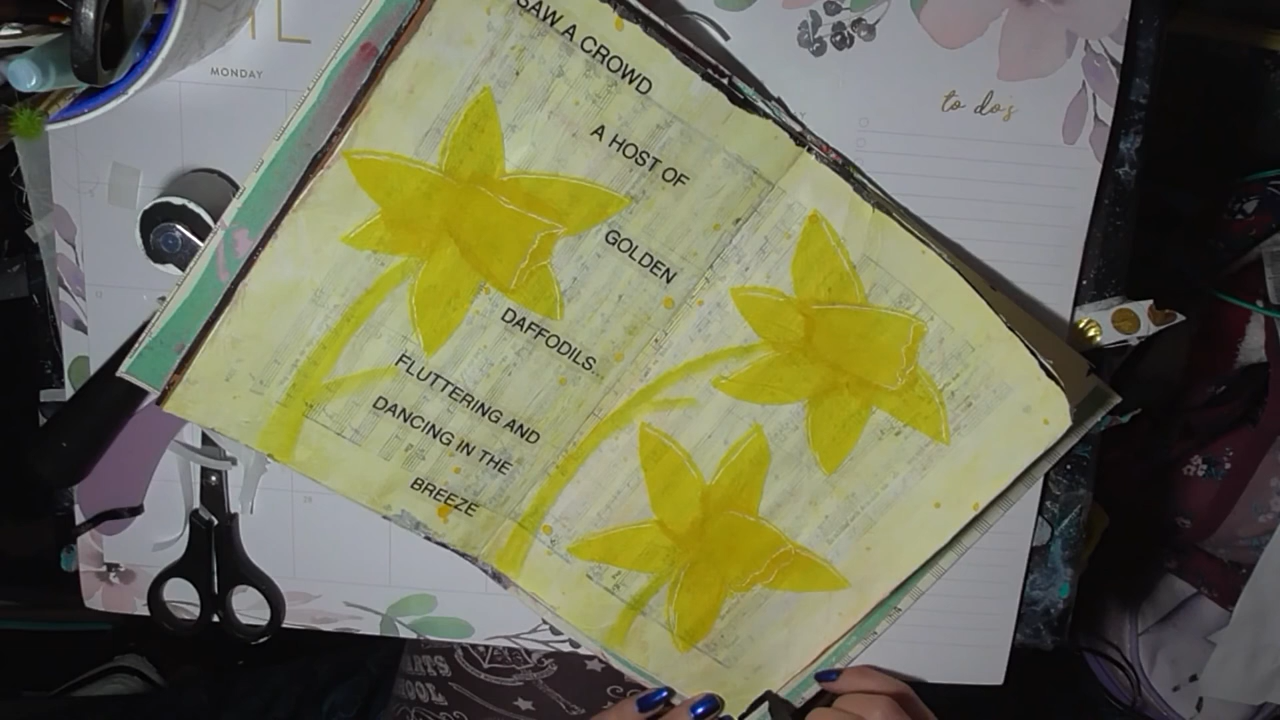 MONDAY
to do's
SAW A CROWD
A HOST OF
GOLDEN
DAFFODILS...
FLUTTERING AND
DANCING IN THE
BREEZE